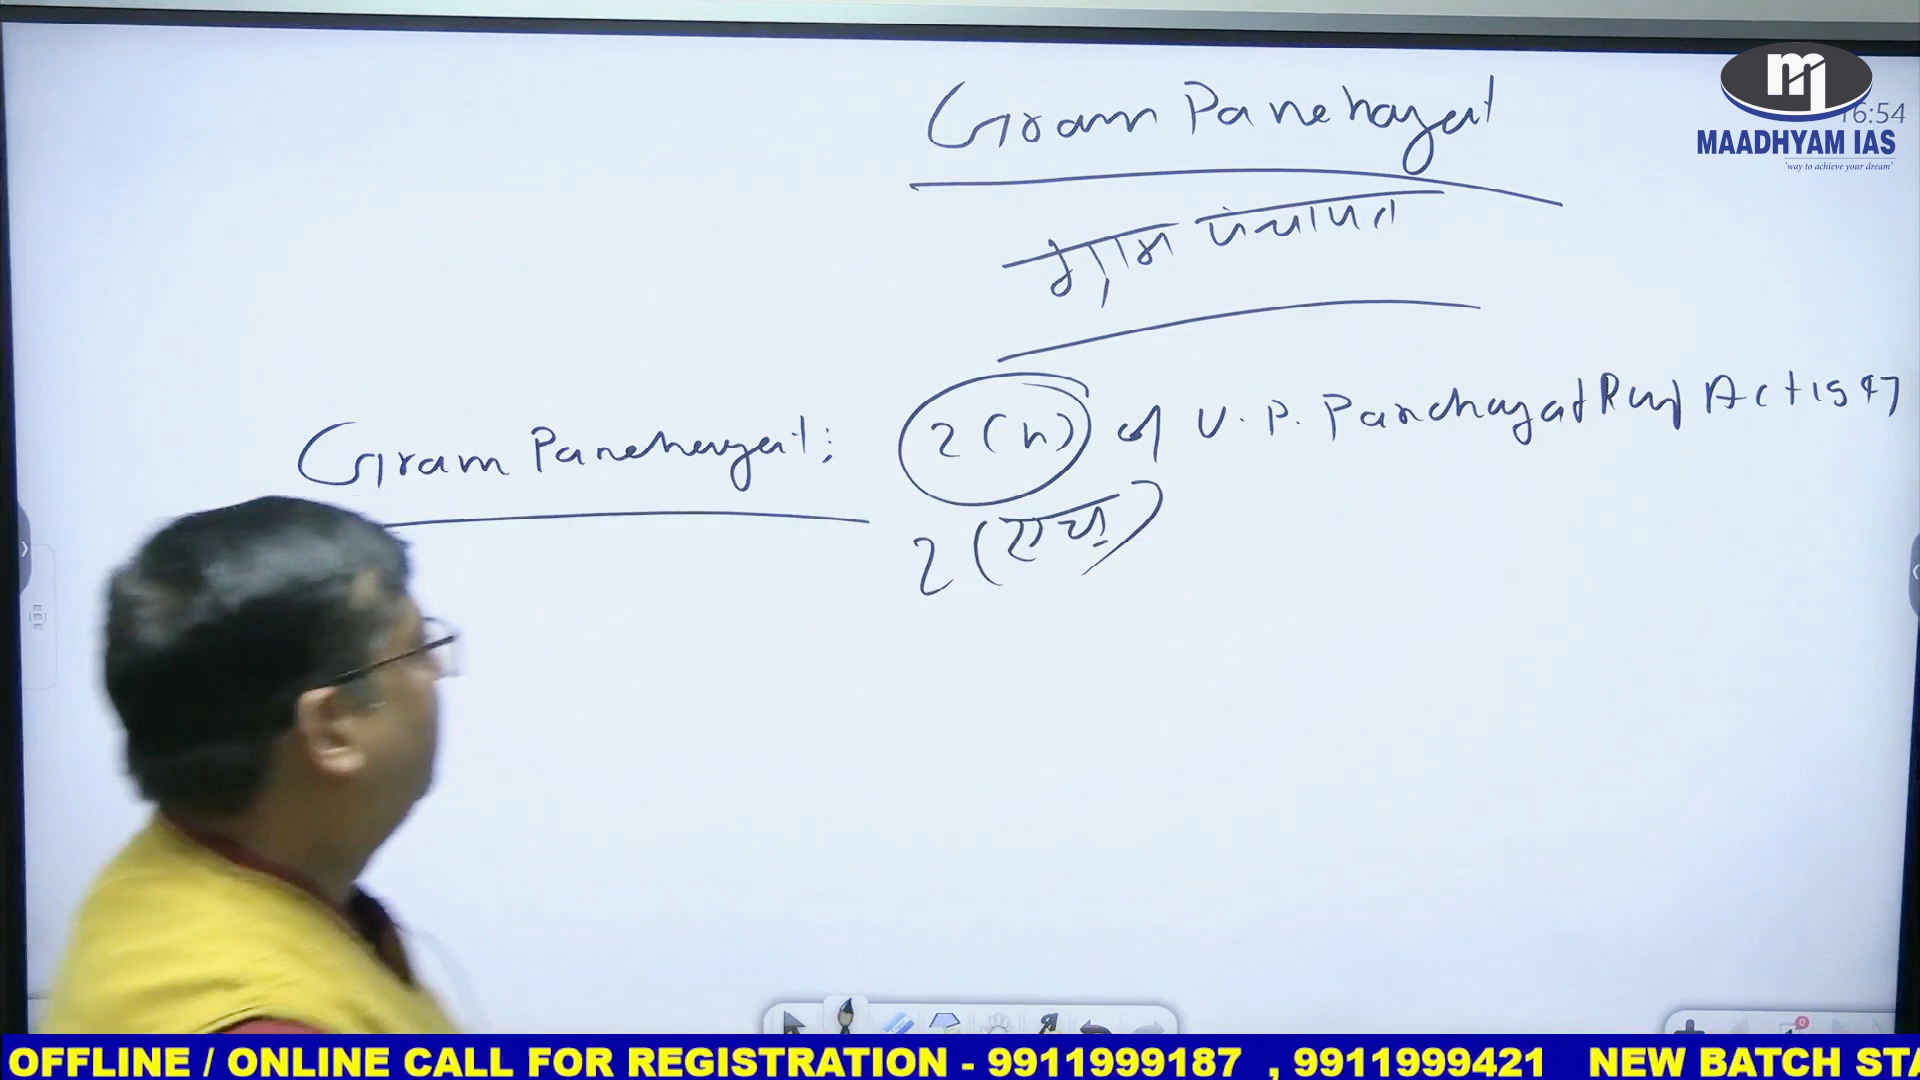 Gram Panchayat
ग्राम पंचायत
Gram Panchayat: 2(h) of U.P. Panchayat Raj Act 1947
2
16:54
m
MAADHYAM IAS
'way to achieve your dream'
OFFLINE / ONLINE CALL FOR REGISTRATION - 9911999187 , 9911999421 NEW BATCH STA